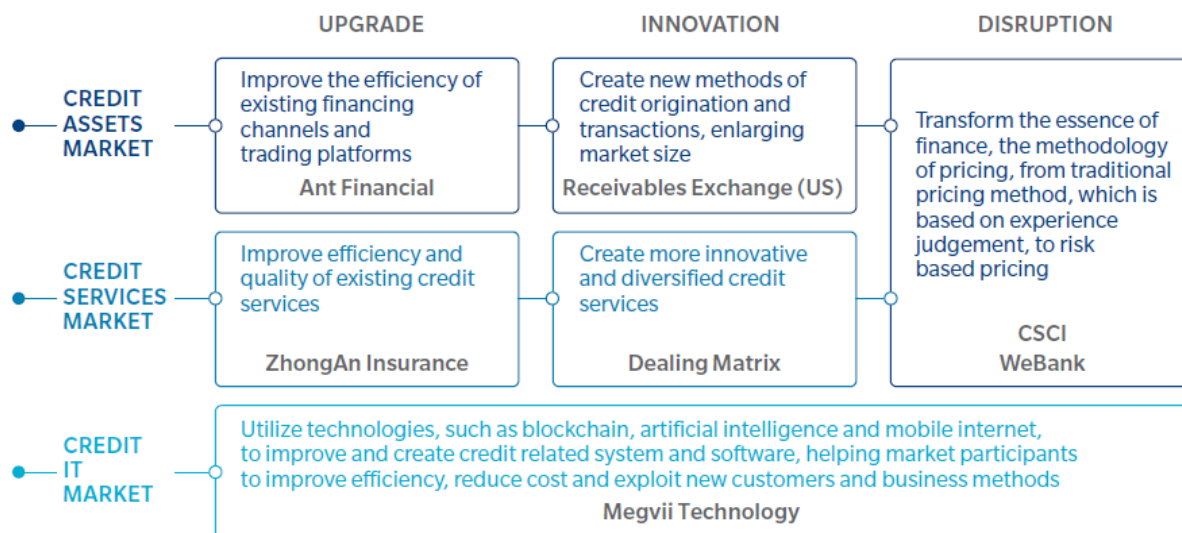 UPGRADE
INNOVATION
DISRUPTION
CREDIT
ASSETS
MARKET
Improve the efficiency of
existing financing
channels and
trading platforms
Ant Financial
Create new methods of
credit origination and
transactions, enlarging
market size
Receivables Exchange (US)
Transform the essence of
finance, the methodology
of pricing, from traditional
pricing method, which is
based on experience
judgement, to risk
based pricing
CSCI
WeBank
CREDIT
SERVICES
MARKET
Improve efficiency and
quality of existing credit
services
ZhongAn Insurance
Create more innovative
and diversified credit
services
Dealing Matrix
CREDIT
IT
MARKET
Utilize technologies, such as blockchain, artificial intelligence and mobile internet,
to improve and create credit related system and software, helping market participants
to improve efficiency, reduce cost and exploit new customers and business methods
Megvii Technology